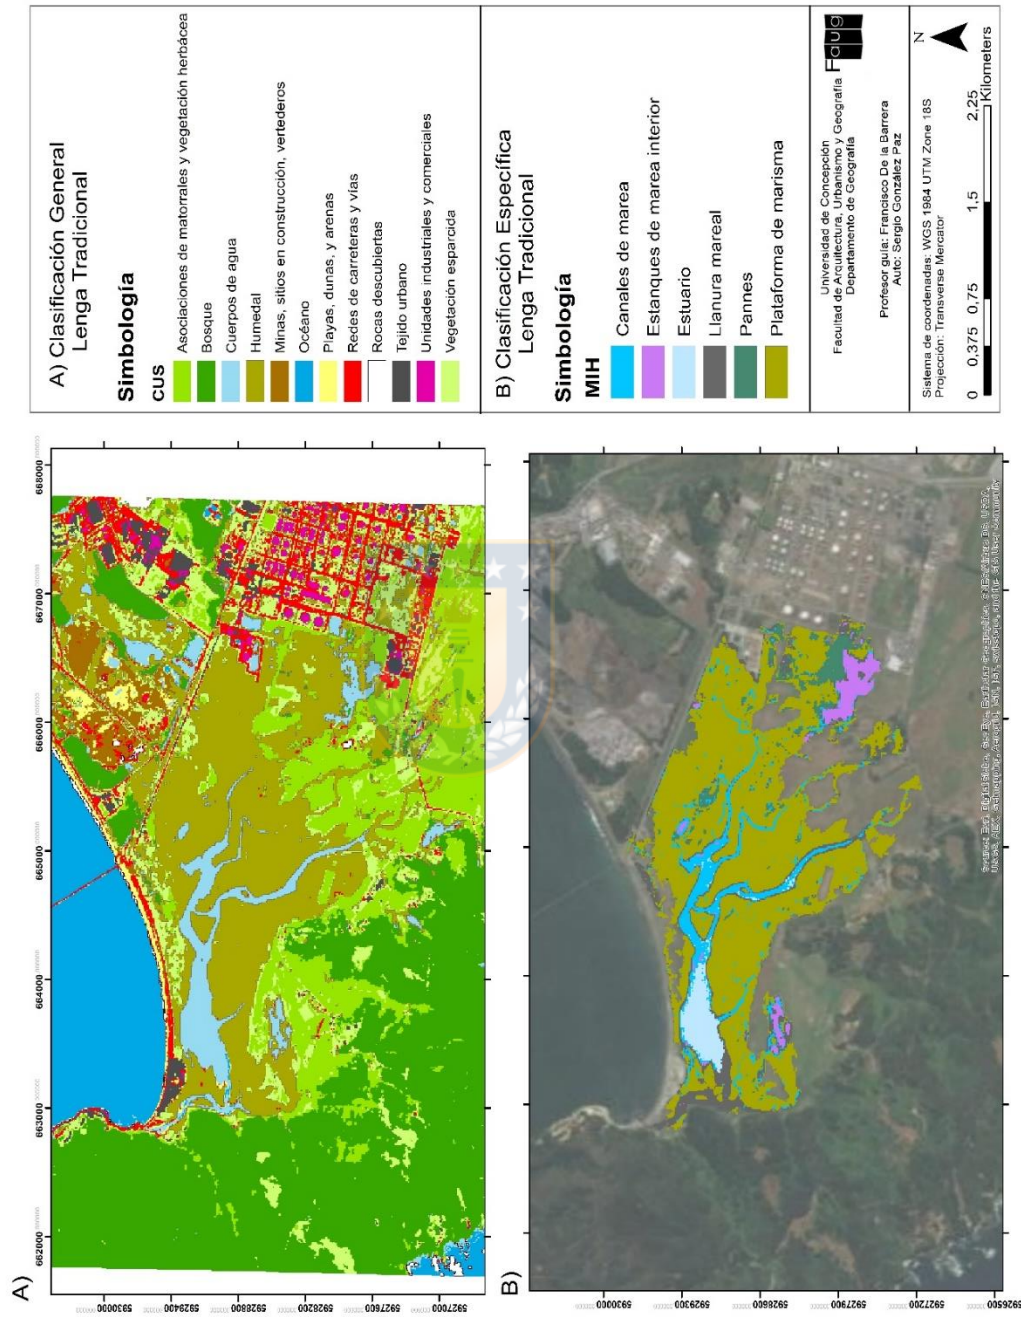 A) Clasificación General
Lenga Tradicional
Simbología
CUS
Asociaciones de matorrales y vegetación herbácea
Bosque
Cuerpos de agua
Humedal
Minas, sitios en construcción, vertederos
Océano
Playas, dunas, y arenas
Redes de carreteras y vías
Rocas descubiertas
Tejido urbano
Unidades industriales y comerciales
Vegetación esparcida
B) Clasificación Específica
Lenga Tradicional
Simbología
MIH
Canales de marea
Estanques de marea interior
Estuario
Llanura mareal
Pannes
Plataforma de marisma
Universidad de Concepción
Facultad de Arquitectura, Urbanismo y Geografía
Departamento de Geografía
Faug
Profesor guía: Francisco De la Barrera
Auto: Sergio González Paz
Sistema de coordenadas: WGS 1984 UTM Zone 18S
Projección: Transverse Mercator
N
0 0.375 0.75 1.5 2.25
Kilometers
A)
662000
663000
664000
665000
666000
667000
668000
5930000
5929400
5928800
5928200
5927600
5927000
B)
5930000
5929300
5928600
5927900
5927200
5926500